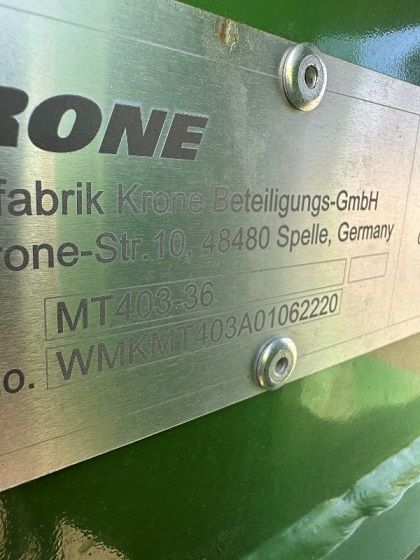 RONE
fabrik Krone Beteiligungs-GmbH
rone-Str.10, 48480 Spelle, Germany
MT403-36
o. WMKMT403A01062220